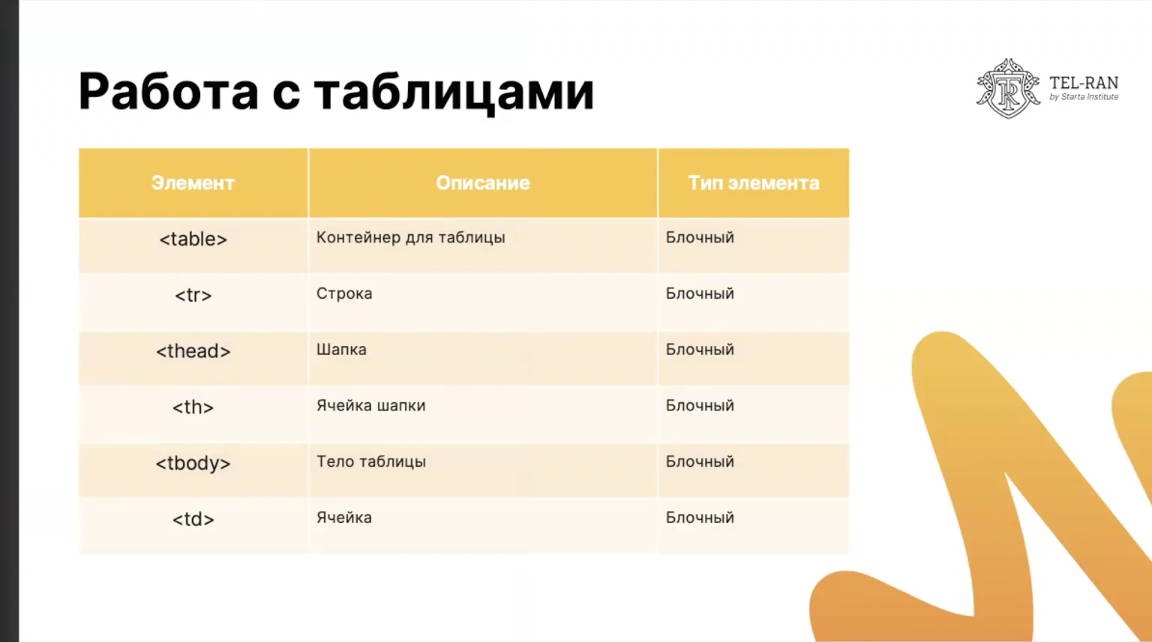 Работа с таблицами
TEL-RAN
by Starta Institute
Элемент Описание Тип элемента
<table> Контейнер для таблицы Блочный
<tr> Строка Блочный
<thead> Шапка Блочный
<th> Ячейка шапки Блочный
<tbody> Тело таблицы Блочный
<td> Ячейка Блочный